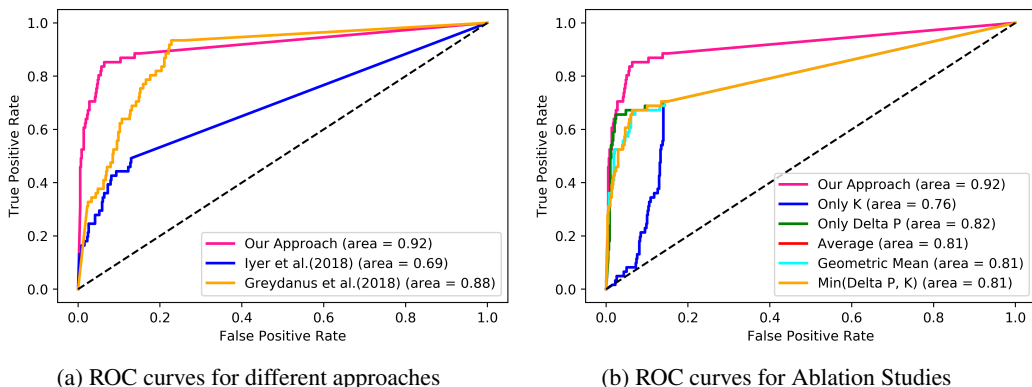 1.0
0.8
0.6
0.4
0.2
0.0
True Positive Rate
0.0 0.2 0.4 0.6 0.8 1.0
False Positive Rate
Our Approach (area = 0.92)
Iyer et al.(2018) (area = 0.69)
Greydanus et al.(2018) (area = 0.88)
(a) ROC curves for different approaches
1.0
0.8
0.6
0.4
0.2
0.0
True Positive Rate
0.0 0.2 0.4 0.6 0.8 1.0
False Positive Rate
Our Approach (area = 0.92)
Only K (area = 0.76)
Only Delta P (area = 0.82)
Average (area = 0.81)
Geometric Mean (area = 0.81)
Min(Delta P, K) (area = 0.81)
(b) ROC curves for Ablation Studies